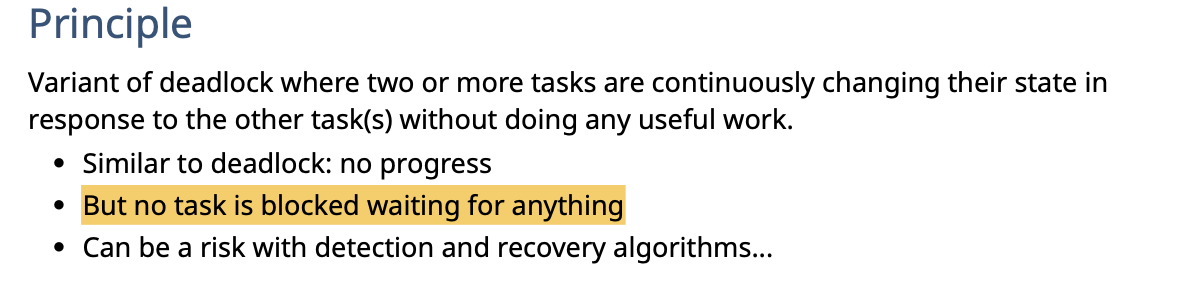 Principle
Variant of deadlock where two or more tasks are continuously changing their state in
response to the other task(s) without doing any useful work.
• Similar to deadlock: no progress
• But no task is blocked waiting for anything
• Can be a risk with detection and recovery algorithms...